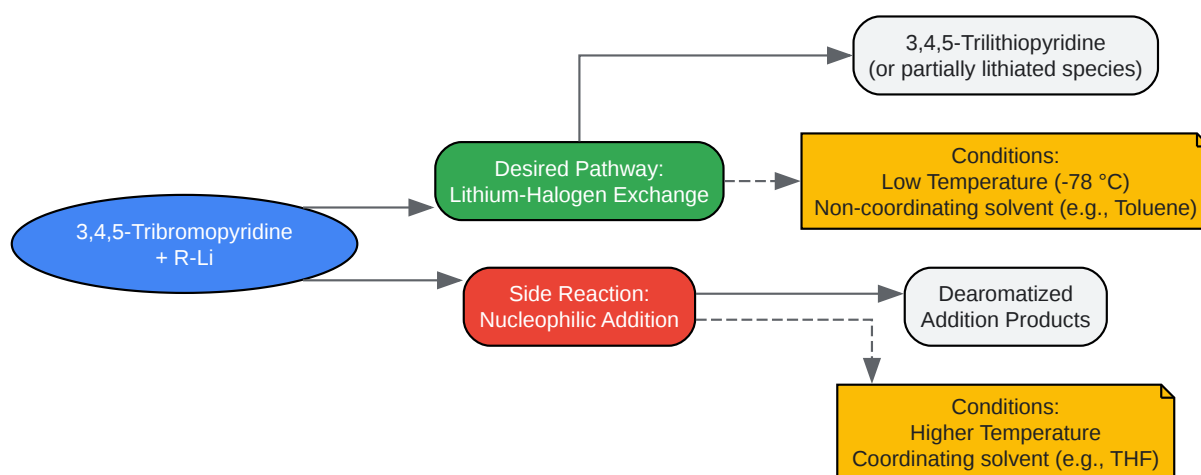 3,4,5-Tribromopyridine
+ R-Li
Desired Pathway:
Lithium-Halogen Exchange
3,4,5-Trilithiopyridine
(or partially lithiated species)
Conditions:
Low Temperature (-78 °C)
Non-coordinating solvent (e.g., Toluene)
Side Reaction:
Nucleophilic Addition
Dearomatized
Addition Products
Conditions:
Higher Temperature
Coordinating solvent (e.g., THF)